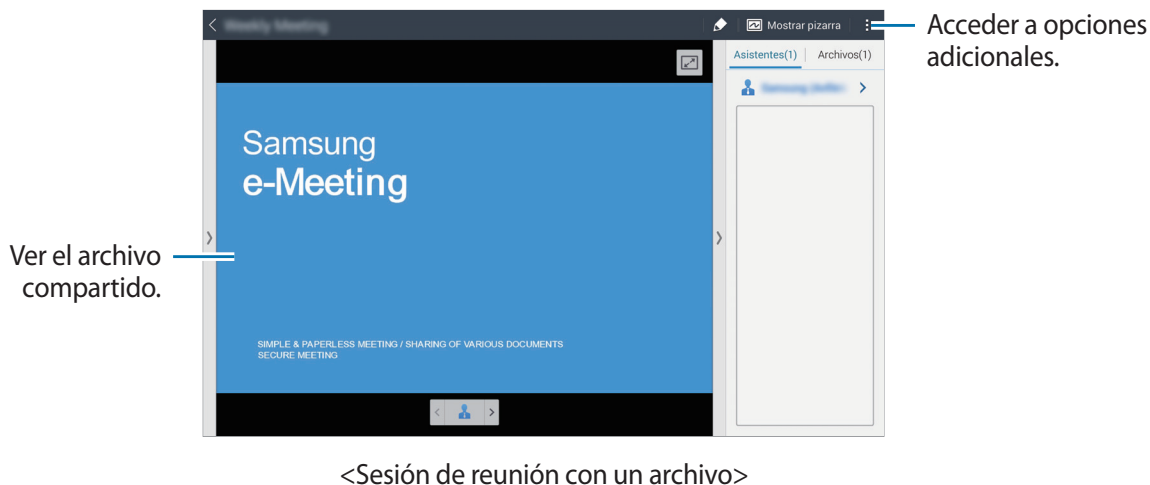 Mostrar pizarra
Acceder a opciones
adicionales.
Asistentes(1)
Archivos(1)
Samsung
e-Meeting
Ver el archivo
compartido.
SIMPLE & PAPERLESS MEETING / SHARING OF VARIOUS DOCUMENTS
SECURE MEETING
<Sesión de reunión con un archivo>